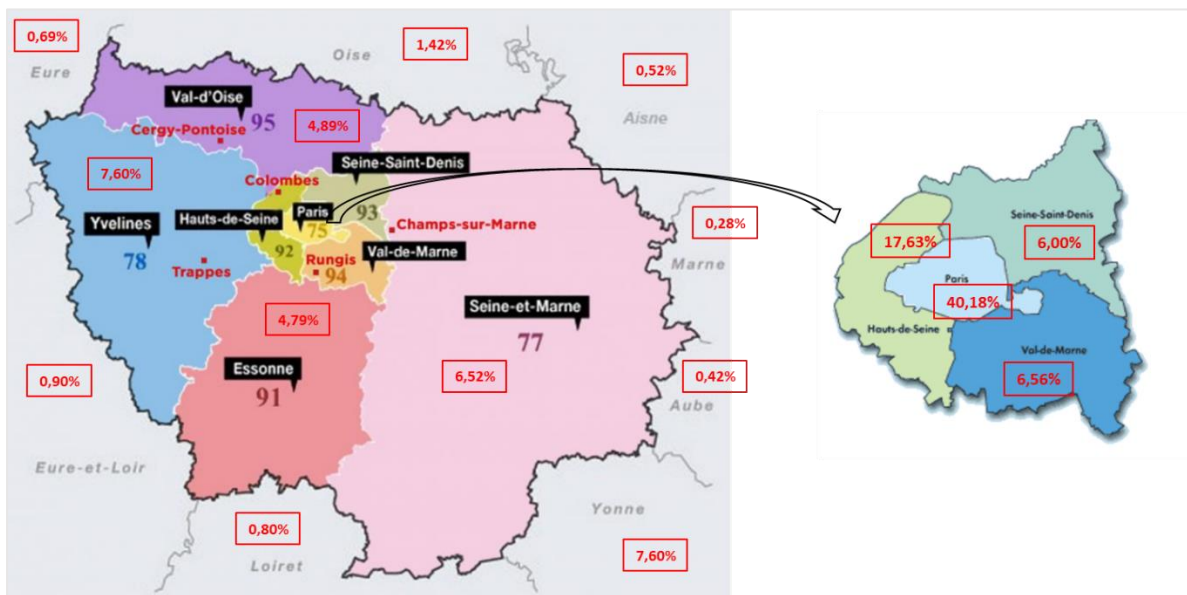 0,69%
Eure
Oise
1,42%
0,52%
Aisne
Val-d'Oise
95
4,89%
Cergy-Pontoise
7,60%
Seine-Saint-Denis
Colombes
Yvelines
78
Hauts-de-Seine
92
Paris
75
93
Champs-sur-Marne
0,28%
Marne
Val-de-Marne
Rungis
94
Trappes
Seine-et-Marne
77
4,79%
Essonne
91
6,52%
0,90%
0,42%
Aube
Eure-et-Loir
0,80%
Loiret
Yonne
7,60%
Seine-Saint-Denis
6,00%
17,63%
Paris
40,18%
Hauts-de-Seine
Val-de-Marne
6,56%